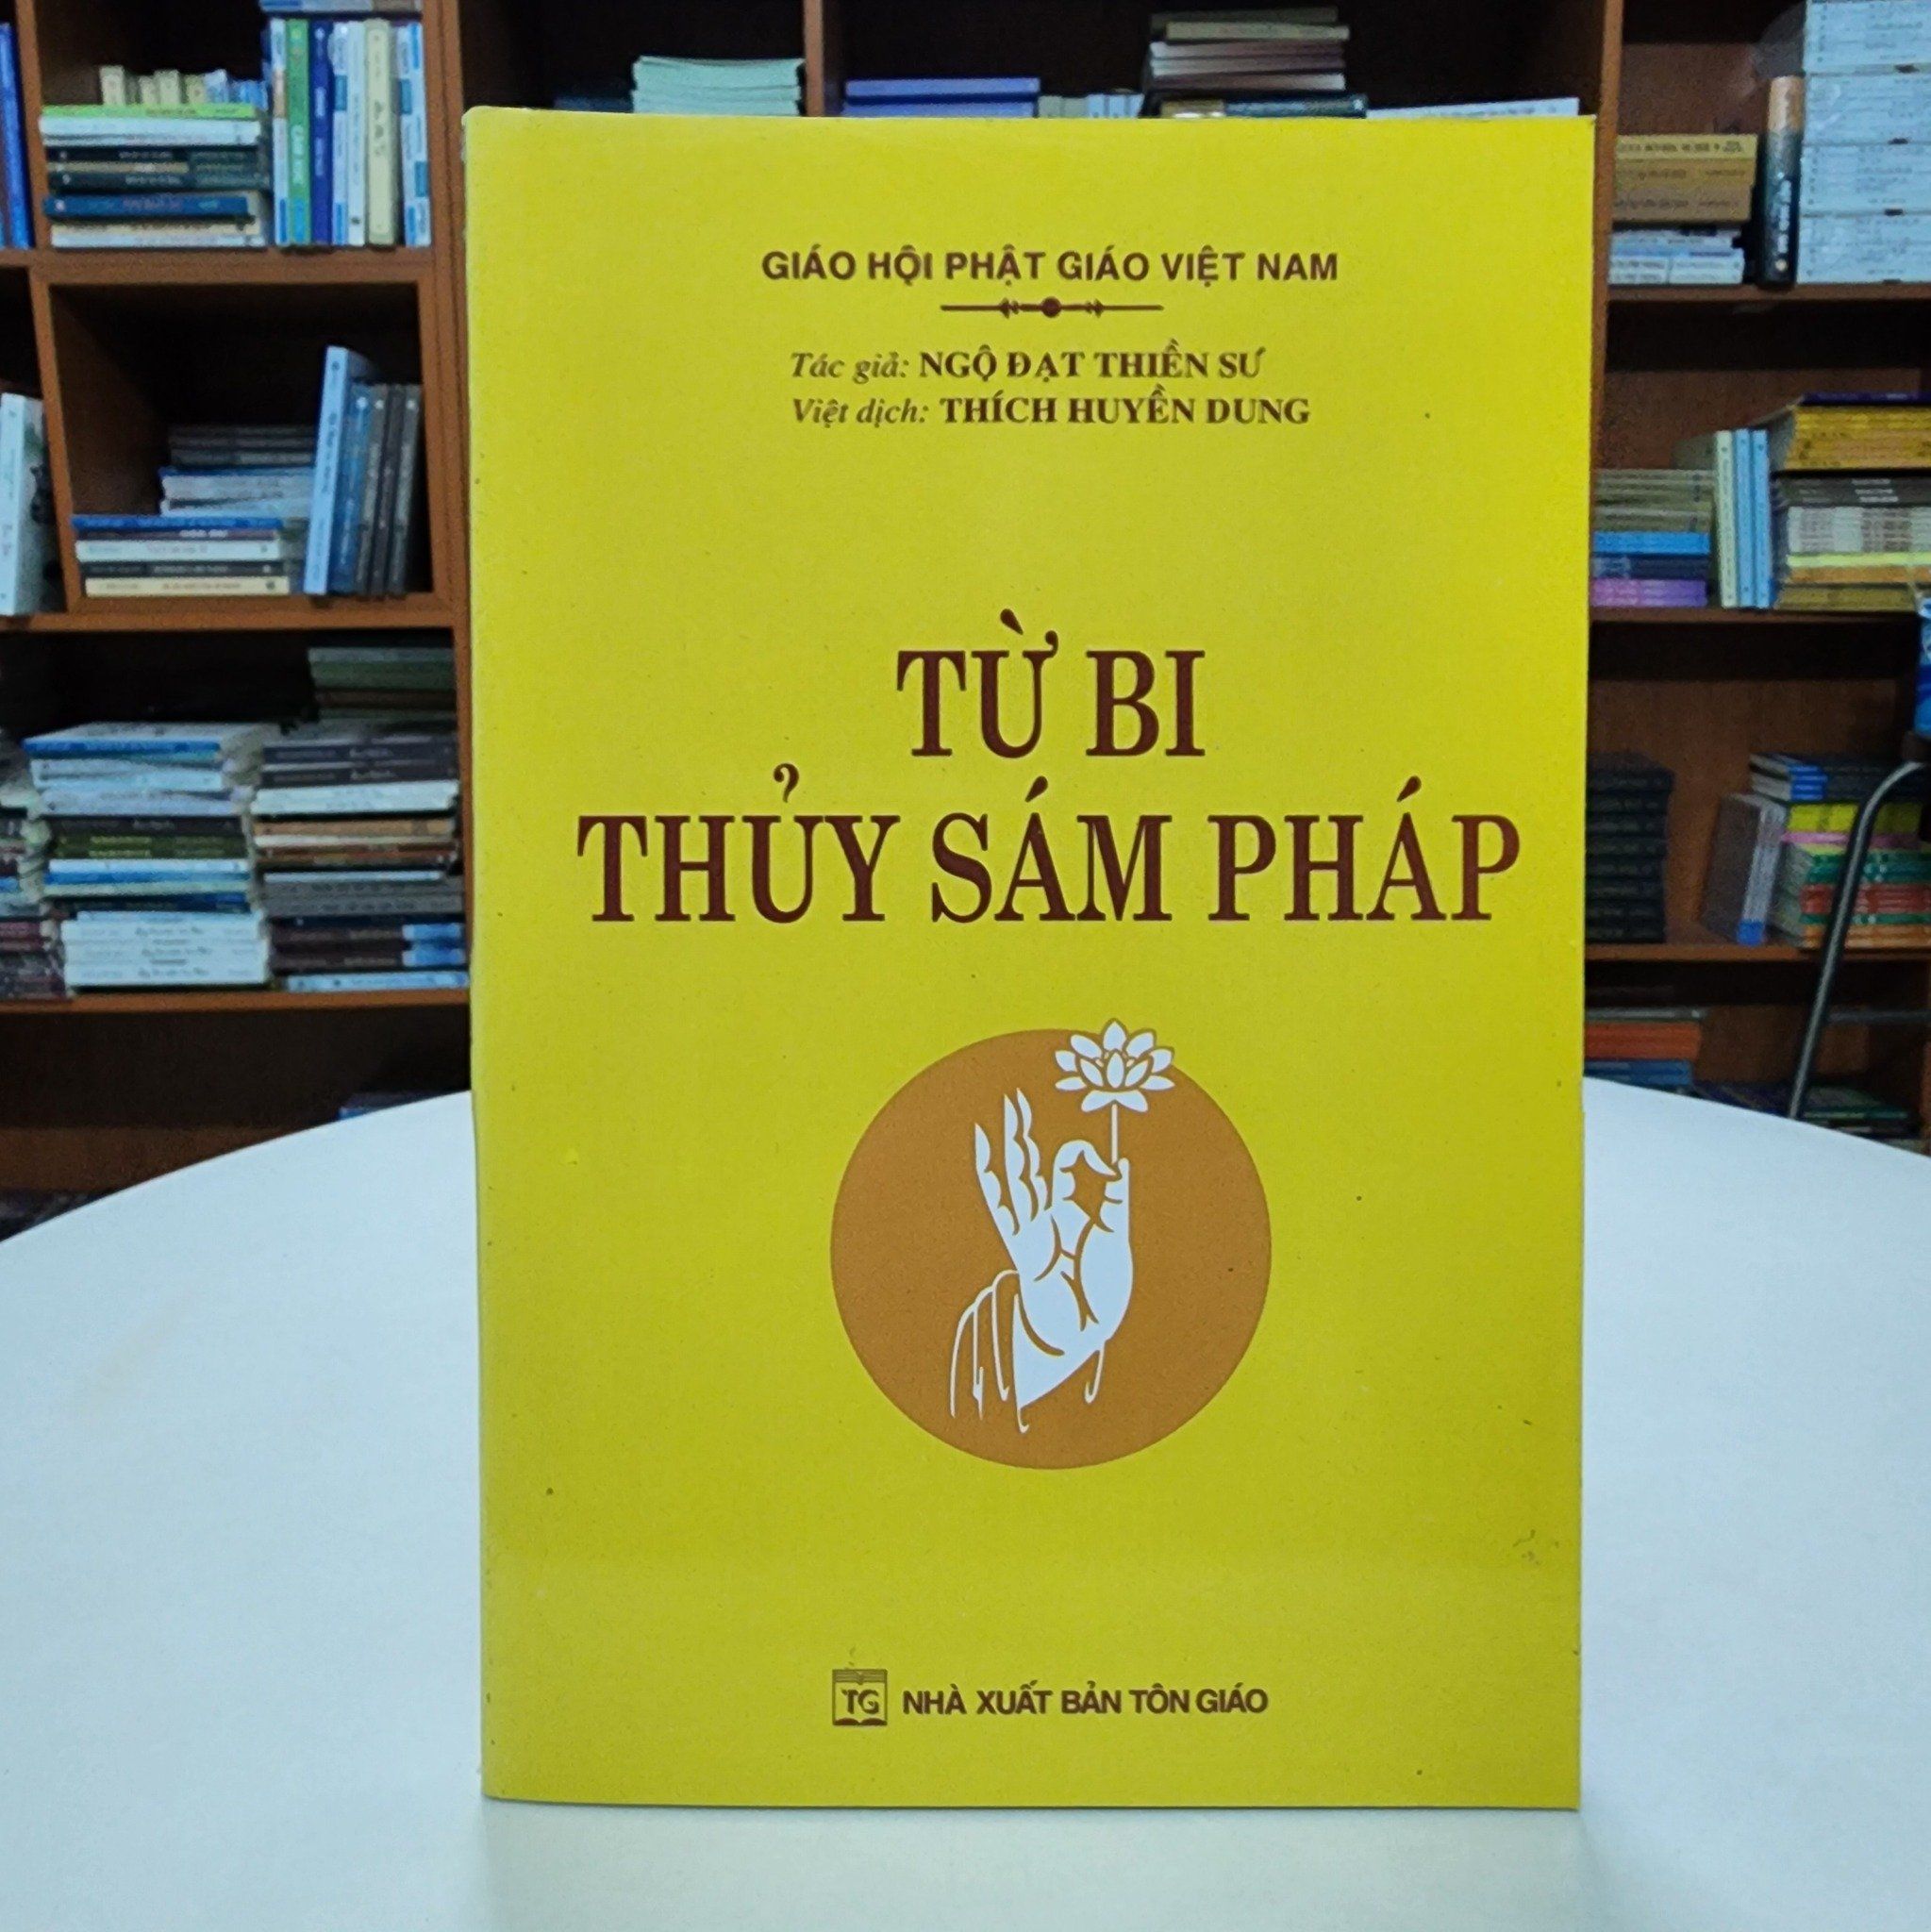 GIÁO HỘI PHẬT GIÁO VIỆT NAM
Tác giả: NGỘ ĐẠT THIỀN SƯ
Việt dịch: THÍCH HUYỀN DUNG
TỪ BI
THỦY SÁM PHÁP
TG NHÀ XUẤT BẢN TÔN GIÁO